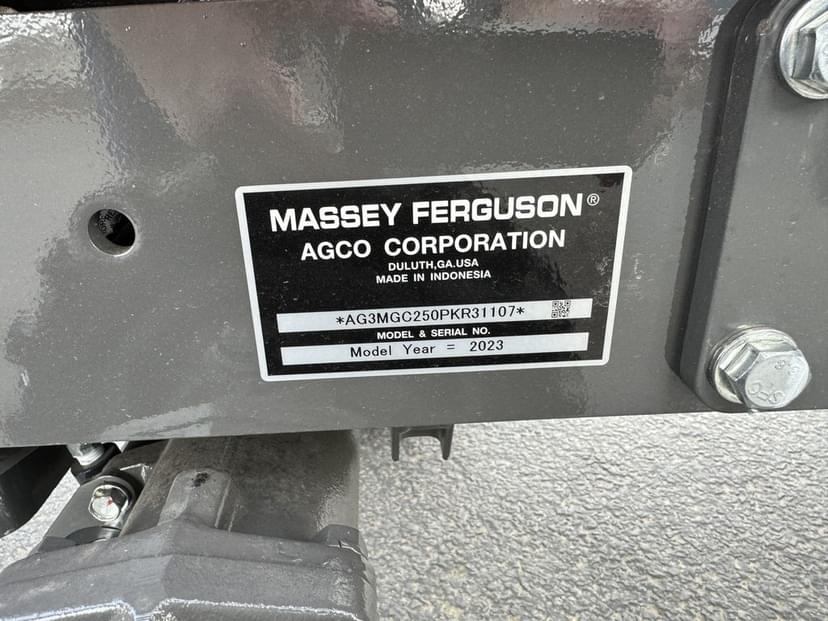 MASSEY FERGUSON®
AGCO CORPORATION
DULUTH,GA.USA
MADE IN INDONESIA
*AG3MGC250PKR31107*
MODEL & SERIAL NO.
Model Year = 2023